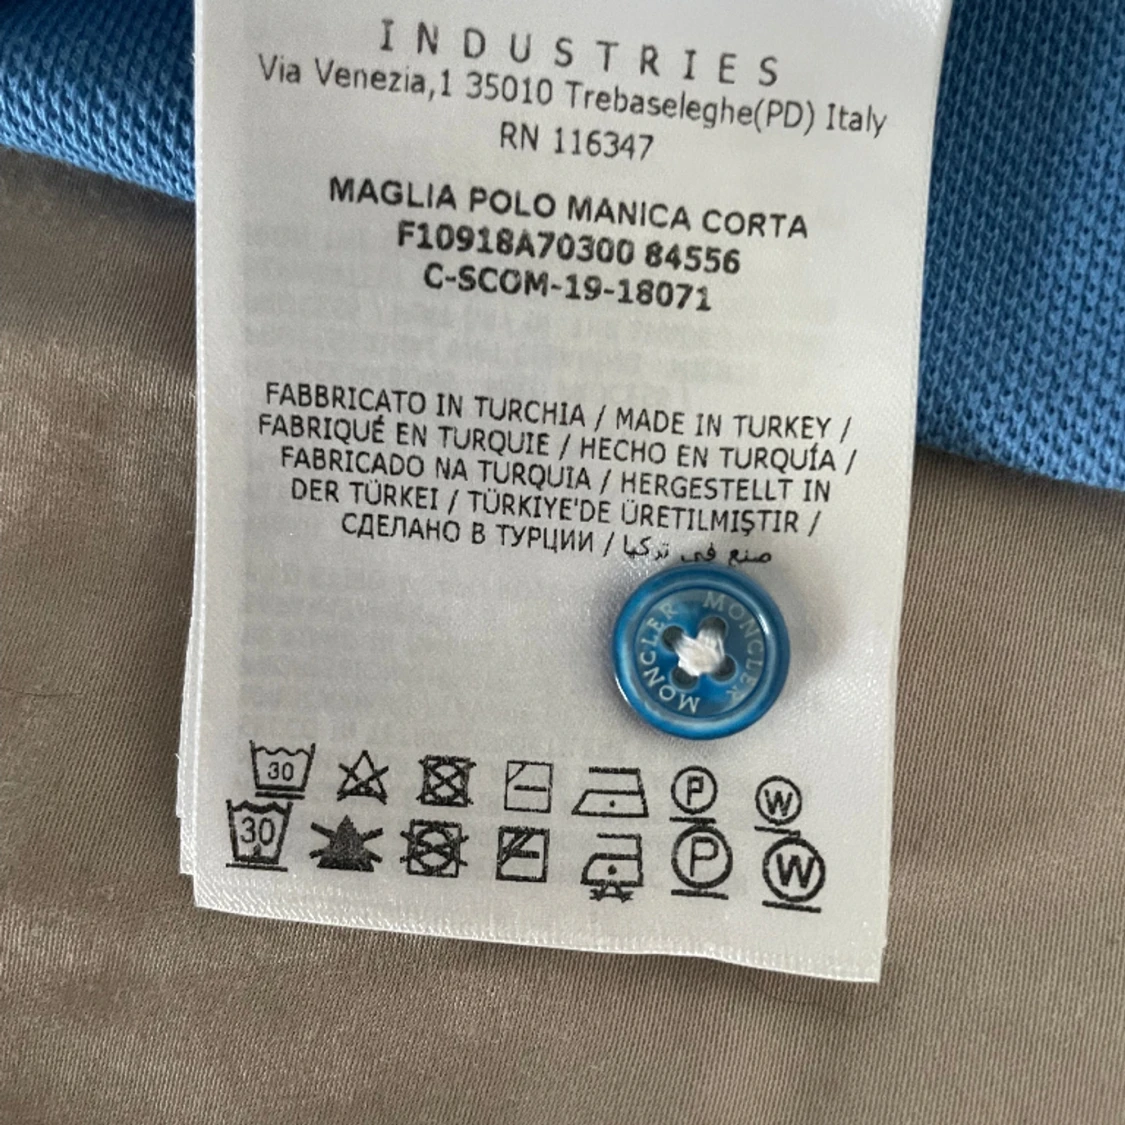 INDUSTRIES
Via Venezia,1 35010 Trebaseleghe(PD) Italy
RN 116347
MAGLIA POLO MANICA CORTA
F10918A70300 84556
C-SCOM-19-18071
FABBRICATO IN TURCHIA / MADE IN TURKEY /
FABRIQUÉ EN TURQUIE / HECHO EN TURQUÍA /
FABRICADO NA TURQUIA / HERGESTELLT IN
DER TÜRKEI / TÜRKIYE'DE ÜRETILMIŞTIR /
СДЕЛАНО В ТУРЦИИ / صنع في تركيا
MONCLER MONCLER
30 P W
30 P W